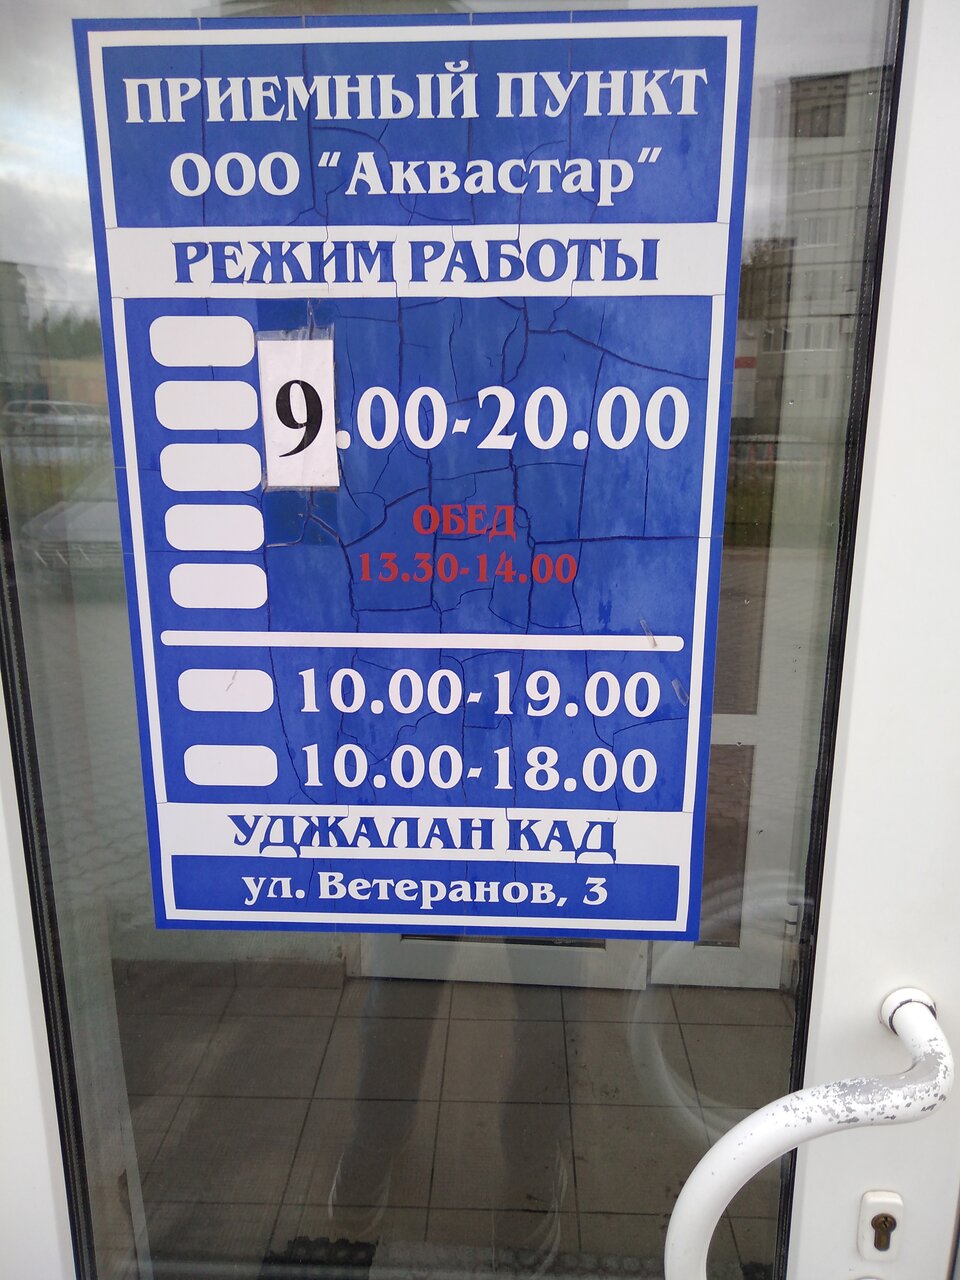 ПРИЕМНЫЙ ПУНКТ
ООО "Аквастар"
РЕЖИМ РАБОТЫ
9.00-20.00
ОБЕД
13.30-14.00
10.00-19.00
10.00-18.00
УДЖАЛАН КАД
ул. Ветеранов, 3